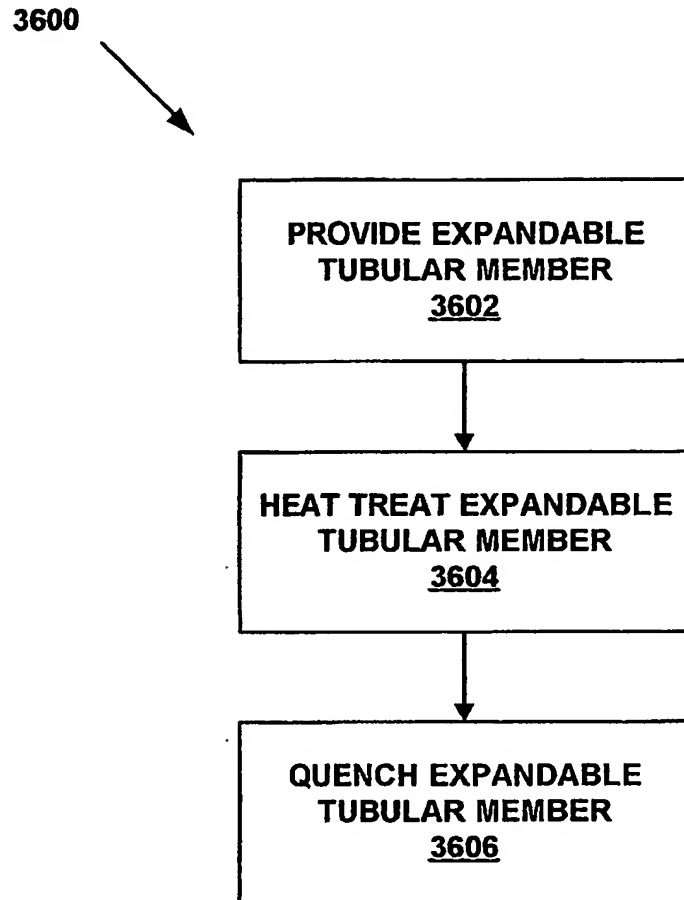 3600
PROVIDE EXPANDABLE
TUBULAR MEMBER
3602
HEAT TREAT EXPANDABLE
TUBULAR MEMBER
3604
QUENCH EXPANDABLE
TUBULAR MEMBER
3606